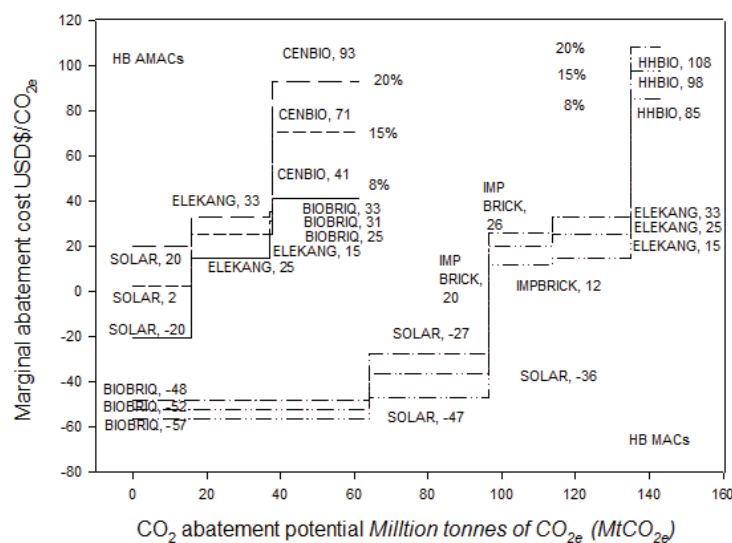 120
HB AMACs
CENBIO, 93
20%
HHBIO, 108
100
20%
15%
HHBIO, 98
80
CENBIO, 71
15%
8%
HHBIO, 85
60
CENBIO, 41
8%
40
ELEKANG, 33
BIOBRIQ, 33
BIOBRIQ, 31
BIOBRIQ, 25
IMP
BRICK,
26
ELEKANG, 33
ELEKANG, 25
ELEKANG, 15
20
SOLAR, 20
ELEKANG, 15
ELEKANG, 25
IMP
BRICK,
20
IMPBRICK, 12
0
SOLAR, 2
-20
SOLAR, -20
SOLAR, -27
-40
SOLAR, -36
BIOBRIQ, -48
BIOBRIQ, -52
BIOBRIQ, -57
SOLAR, -47
-60
HB MACs
-80
0 20 40 60 80 100 120 140 160
Marginal abatement cost USD$/CO2e
CO2 abatement potential Milltion tonnes of CO2e (MtCO2e)